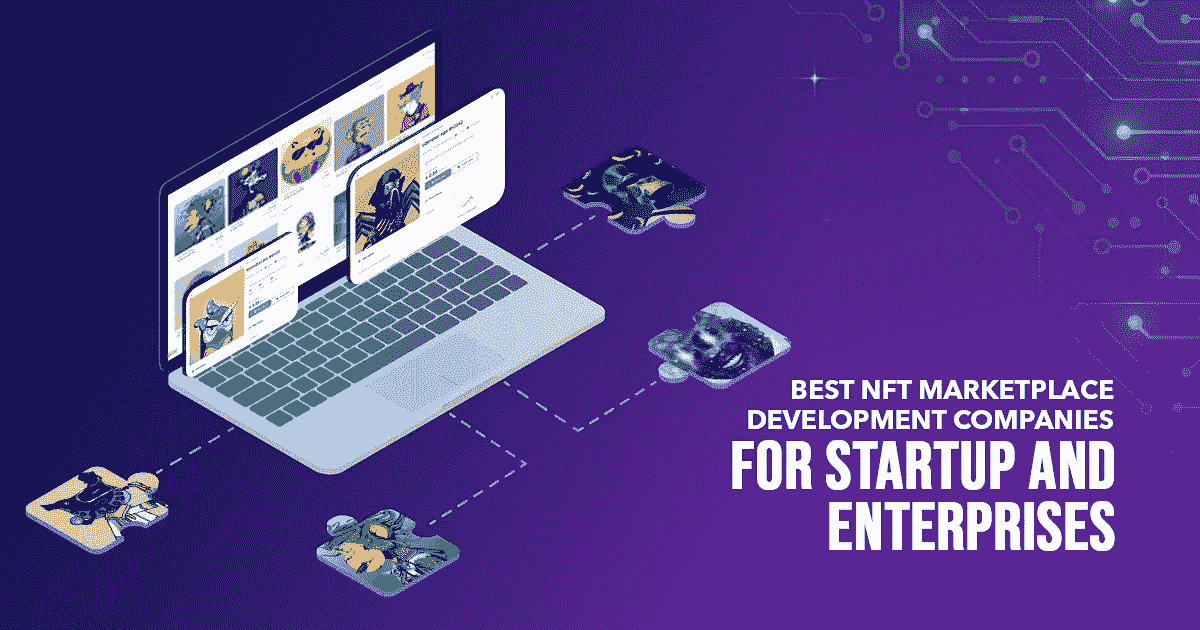 BEST NFT MARKETPLACE
DEVELOPMENT COMPANIES
FOR STARTUP AND
ENTERPRISES